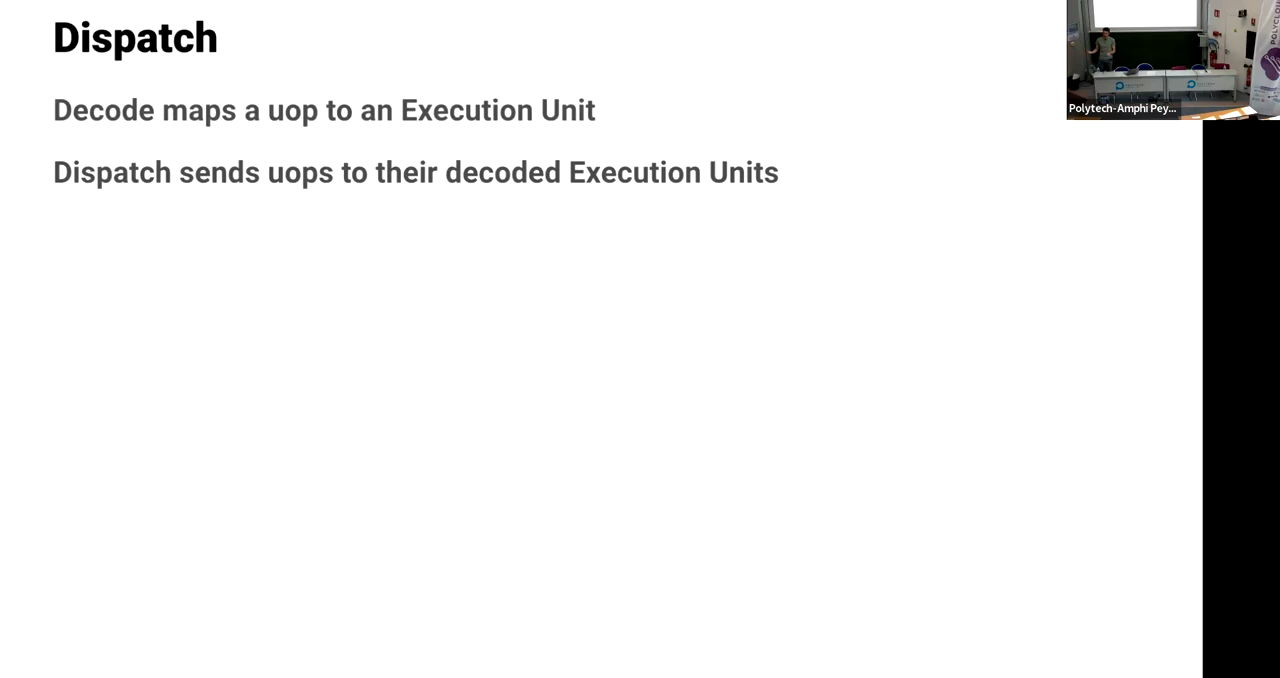 Dispatch
Decode maps a uop to an Execution Unit
Dispatch sends uops to their decoded Execution Units
Polytech-Amphi Pey...